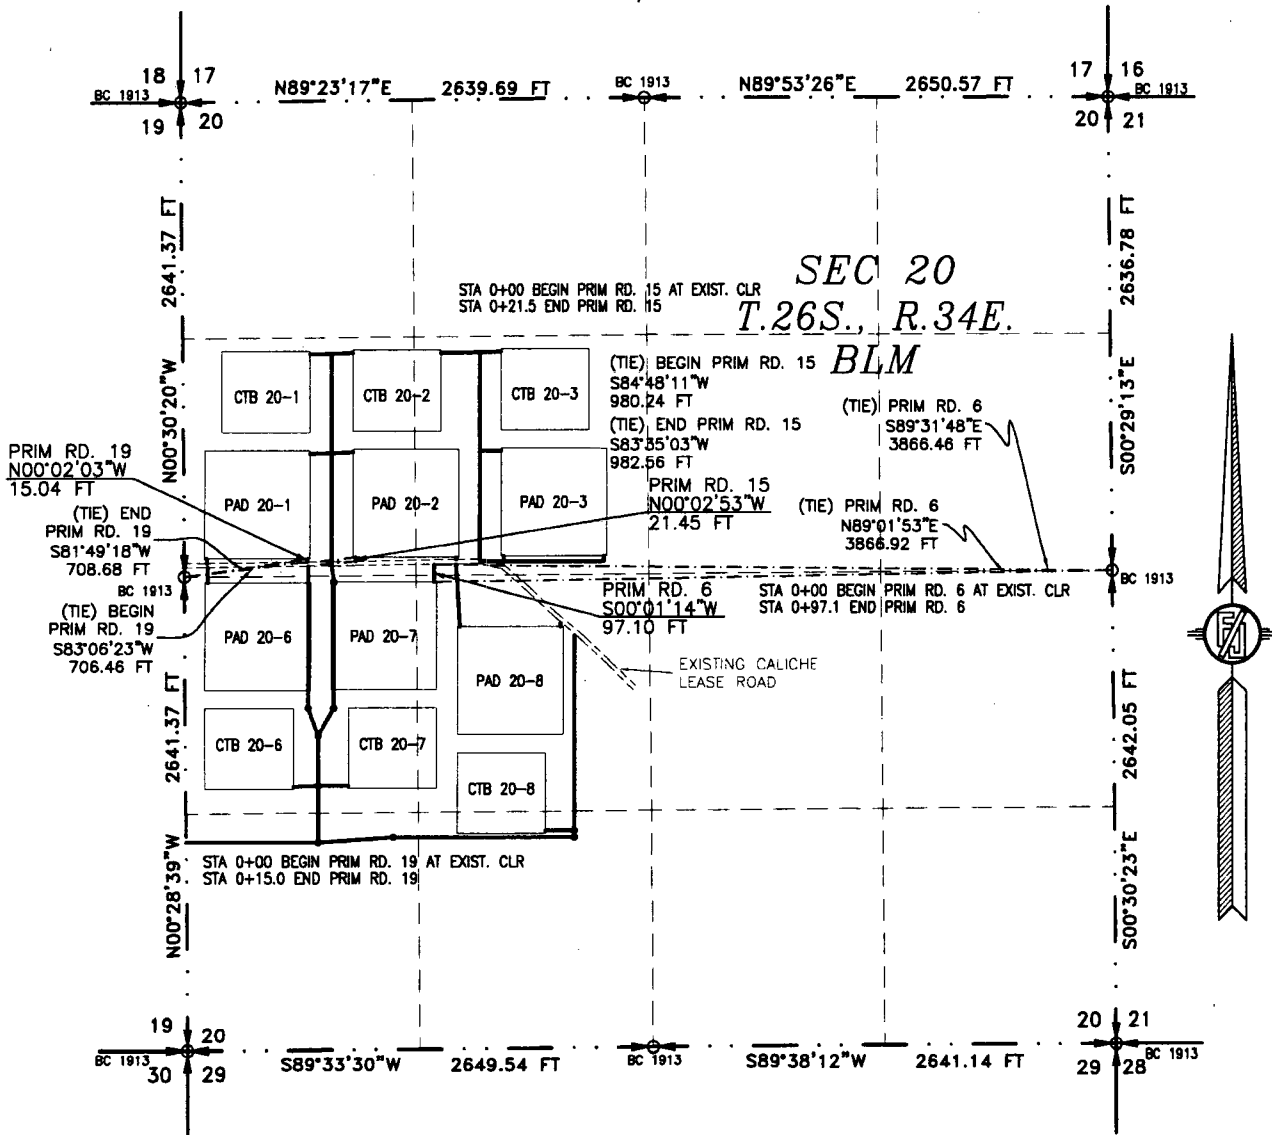 18 17
17 16
N89°23'17"E 2639.69 FT
BC 1913
N89°53'26"E 2650.57 FT
BC 1913
BC 1913
19 20
20 21
2641.37 FT
2636.78 FT
SEC 20
T.26S., R.34E.
BLM
STA 0+00 BEGIN PRIM RD. 15 AT EXIST. CLR
STA 0+21.5 END PRIM RD. 15
N00°30'20"W
S00°29'13"E
CTB 20-1
CTB 20-2
CTB 20-3
(TIE) BEGIN PRIM RD. 15
S84°48'11"W
980.24 FT
(TIE) END PRIM RD. 15
S83°35'03"W
982.56 FT
(TIE) PRIM RD. 6
S89°31'48"E
3866.46 FT
PRIM RD. 19
N00°02'03"W
15.04 FT
PRIM RD. 15
N00°02'53"W
21.45 FT
PAD 20-1
PAD 20-2
PAD 20-3
(TIE) PRIM RD. 6
N89°01'53"E
3866.92 FT
(TIE) END
PRIM RD. 19
S81°49'18"W
708.68 FT
BC 1913
BC 1913
PRIM RD. 6
S00°01'14"W
97.10 FT
STA 0+00 BEGIN PRIM RD. 6 AT EXIST. CLR
STA 0+97.1 END PRIM RD. 6
(TIE) BEGIN
PRIM RD. 19
S83°06'23"W
706.46 FT
PAD 20-6
PAD 20-7
PAD 20-8
EXISTING CALICHE
LEASE ROAD
2641.37 FT
2642.05 FT
CTB 20-6
CTB 20-7
CTB 20-8
N00°28'39"W
S00°30'23"E
STA 0+00 BEGIN PRIM RD. 19 AT EXIST. CLR
STA 0+15.0 END PRIM RD. 19
19 20
20 21
BC 1913
S89°33'30"W 2649.54 FT
BC 1913
S89°38'12"W 2641.14 FT
BC 1913
30 29
29 28